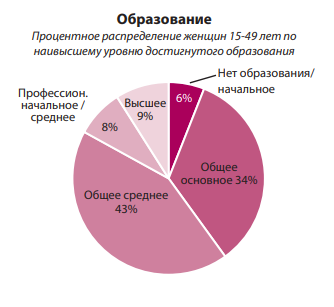 Образование
Процентное распределение женщин 15-49 лет по
наивысшему уровню достигнутого образования
Нет образования/
начальное
6%
Профессион.
начальное /
среднее
8%
Высшее
9%
Общее
основное 34%
Общее среднее
43%